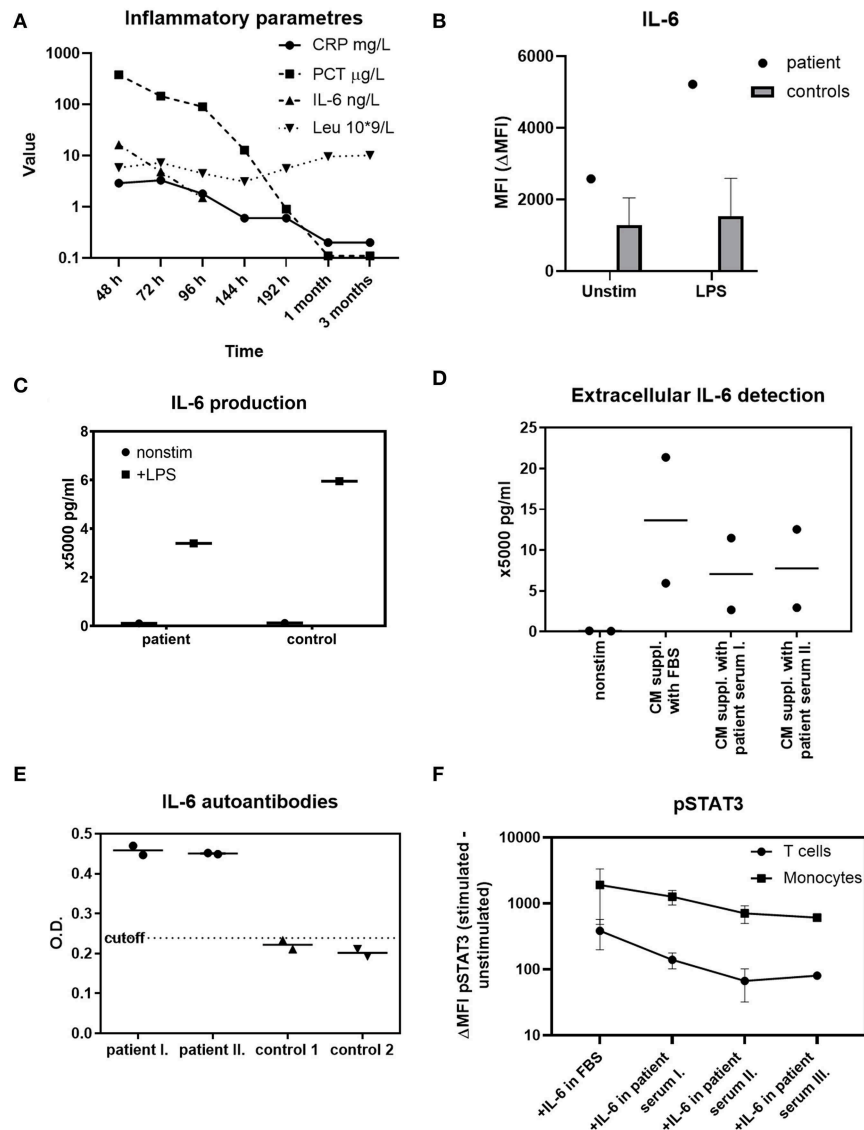 A
Inflammatory parametres
CRP mg/L
PCT µg/L
IL-6 ng/L
Leu 10*9/L
1000
100
10
1
0.1
Value
48 h
72 h
96 h
144 h
192 h
1 month
3 months
Time
B
IL-6
patient
controls
6000
4000
2000
0
MFI (ΔMFI)
Unstim
LPS
C
IL-6 production
nonstim
+LPS
8
6
4
2
0
x5000 pg/ml
patient
control
D
Extracellular IL-6 detection
25
20
15
10
5
0
x5000 pg/ml
nonstim
CM suppl.
with FBS
CM suppl. with
patient serum I.
CM suppl. with
patient serum II.
E
IL-6 autoantibodies
0.5
0.4
0.3
0.2
0.1
0.0
O.D.
cutoff
patient I.
patient II.
control 1
control 2
F
pSTAT3
T cells
Monocytes
10000
1000
100
10
ΔMFI pSTAT3 (stimulated -
unstimulated)
+IL-6 in FBS
+IL-6 in patient
serum I.
+IL-6 in patient
serum II.
+IL-6 in patient
serum III.